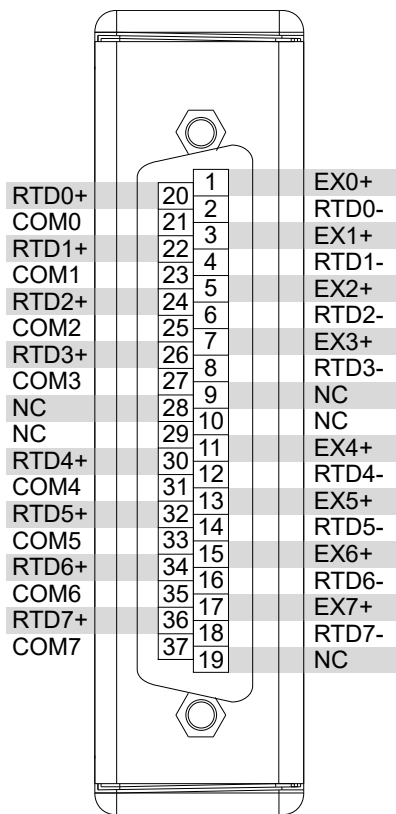 1 EX0+
RTD0+ 20
2 RTD0-
COM0 21
3 EX1+
RTD1+ 22
4 RTD1-
COM1 23
5 EX2+
RTD2+ 24
6 RTD2-
COM2 25
7 EX3+
RTD3+ 26
8 RTD3-
COM3 27
9 NC
NC 28
10 NC
NC 29
11 EX4+
RTD4+ 30
12 RTD4-
COM4 31
13 EX5+
RTD5+ 32
14 RTD5-
COM5 33
15 EX6+
RTD6+ 34
16 RTD6-
COM6 35
17 EX7+
RTD7+ 36
18 RTD7-
COM7 37
19 NC